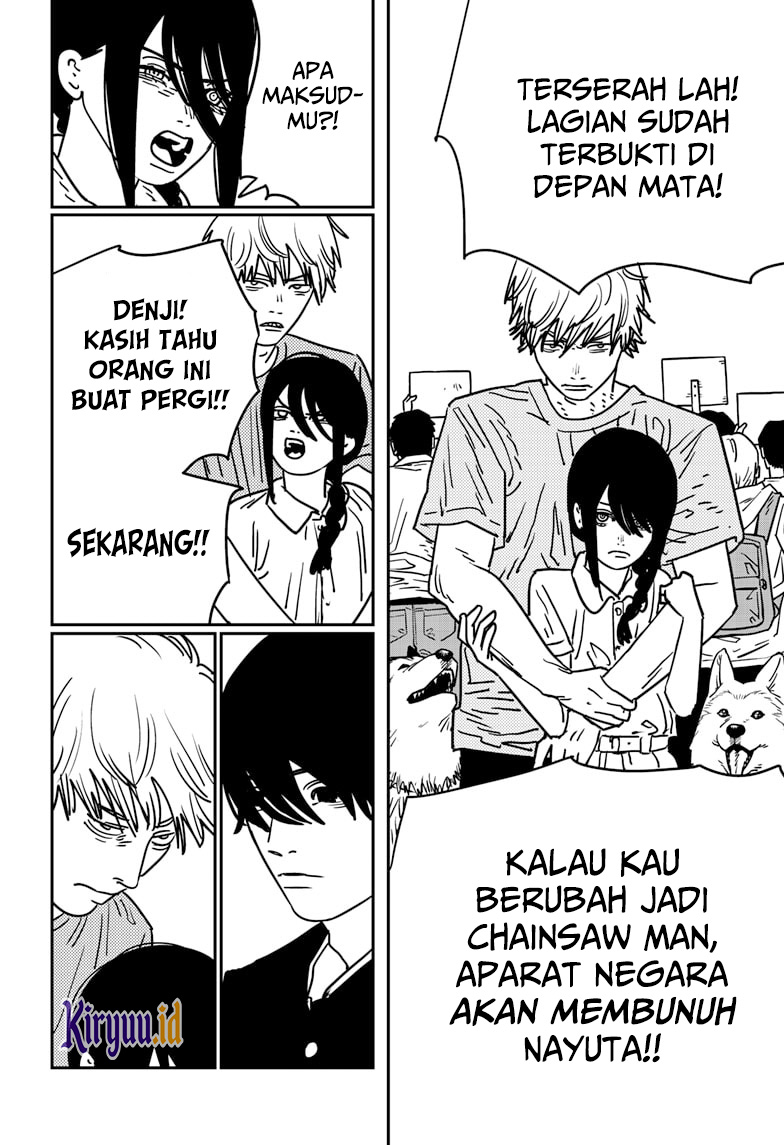 TERSERAH LAH!
LAGIAN SUDAH
TERBUKTI DI
DEPAN MATA!
KALAU KAU
BERUBAH JADI
CHAINSAW MAN,
APARAT NEGARA
AKAN MEMBUNUH
NAYUTA!!
APA
MAKSUD-
MU?!
DENJI!
KASIH TAHU
ORANG INI
BUAT PERGI!!
SEKARANG!!
Kiryuu.id